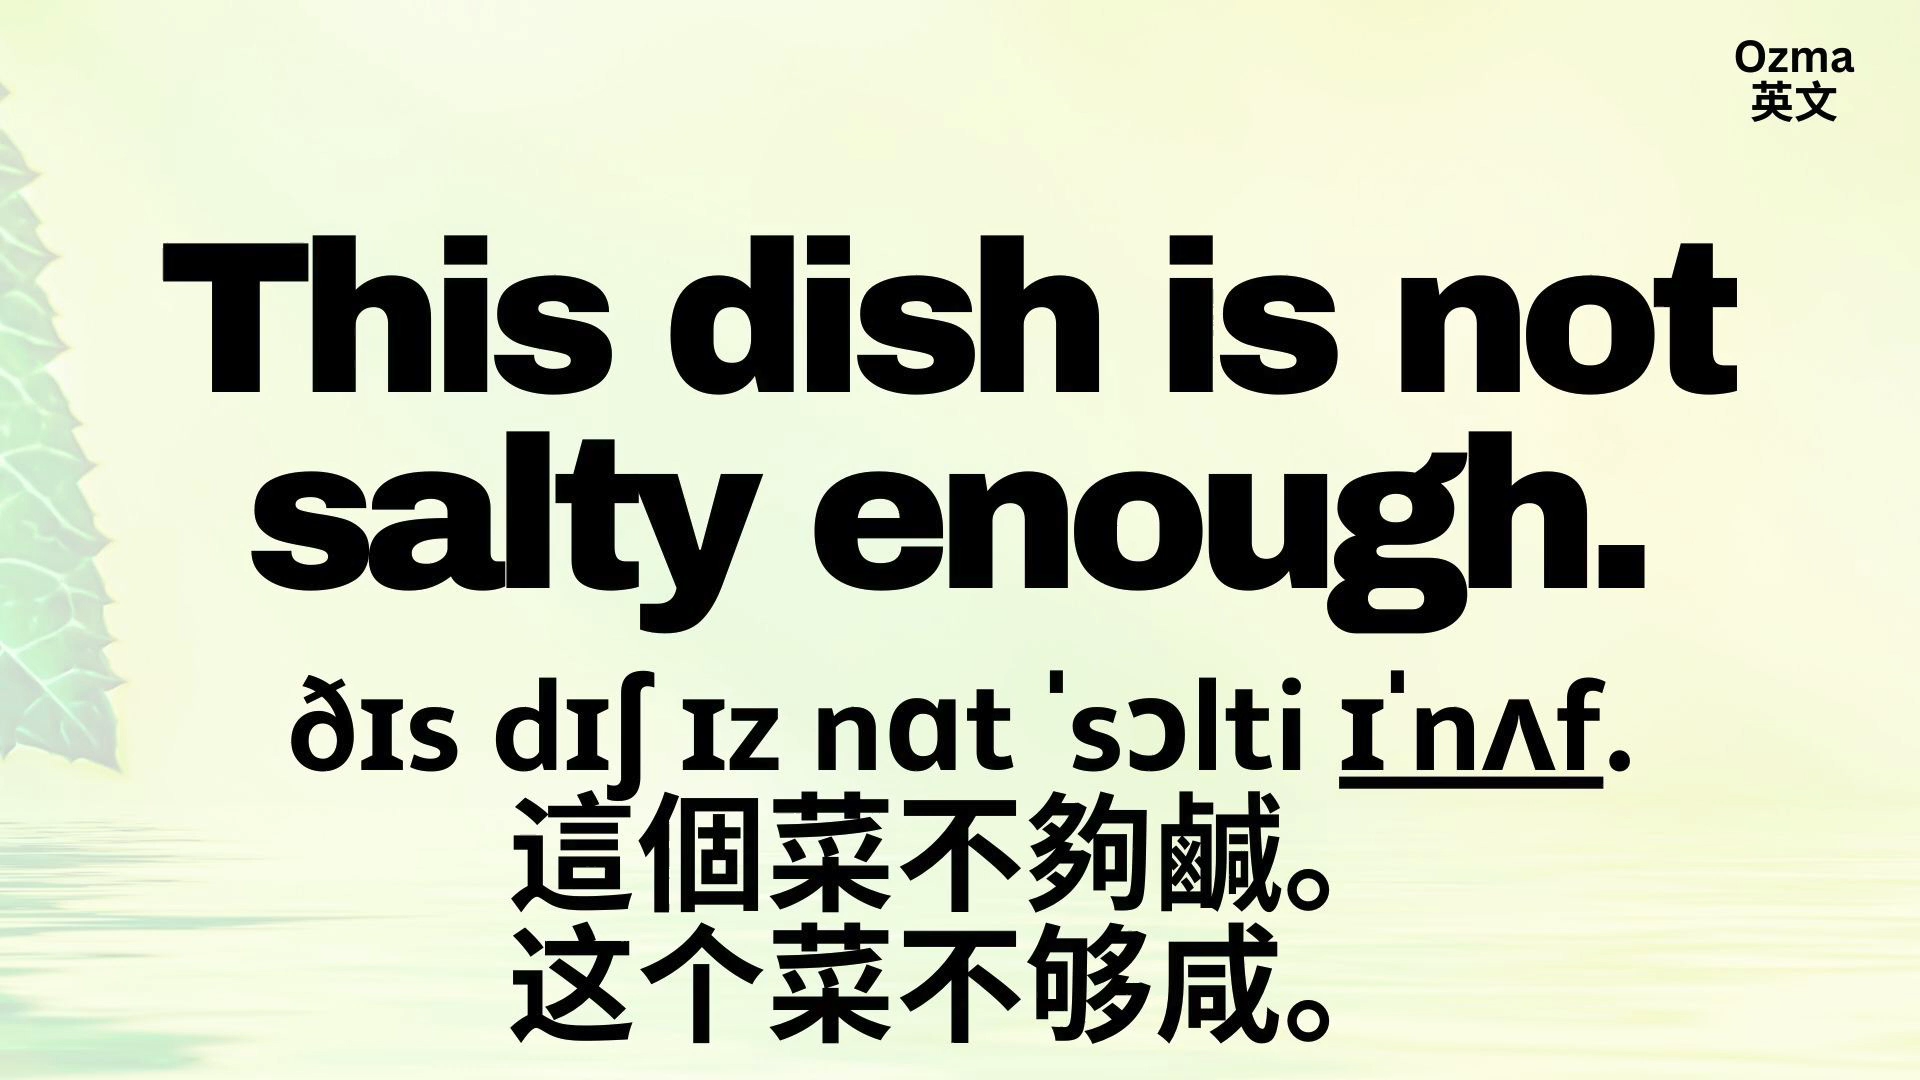 Ozma
英文
This dish is not
salty enough.
ðɪs dɪʃ ɪz nɑt ˈsɔlti ɪˈnʌf.
這個菜不夠鹹。
这个菜不够咸。